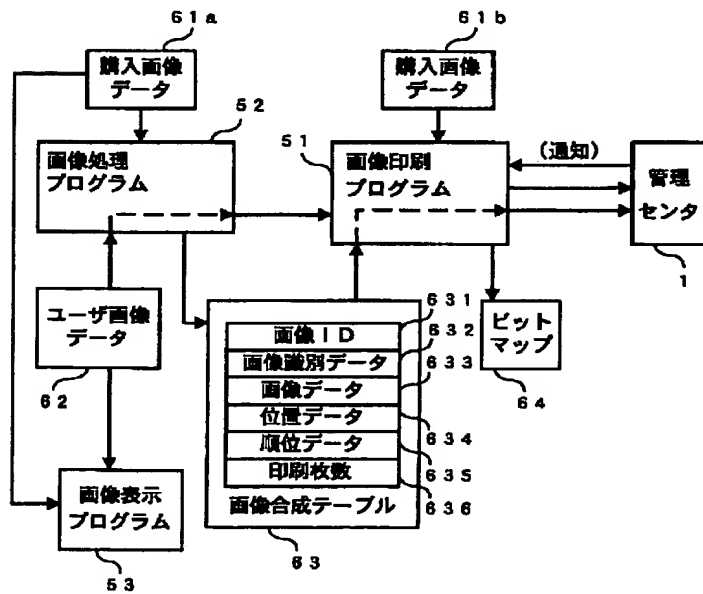 ６１ａ
６１ｂ
購入画像
データ
購入画像
データ
５２
５１
画像処理
プログラム
画像印刷
プログラム
（通知）
管理
センタ
１
ユーザ画像
データ
６２
６３１
６３２
６３３
６３４
６３５
６３６
画像ＩＤ
画像識別データ
画像データ
位置データ
順位データ
印刷枚数
画像合成テーブル
６３
ビット
マップ
６４
画像表示
プログラム
５３